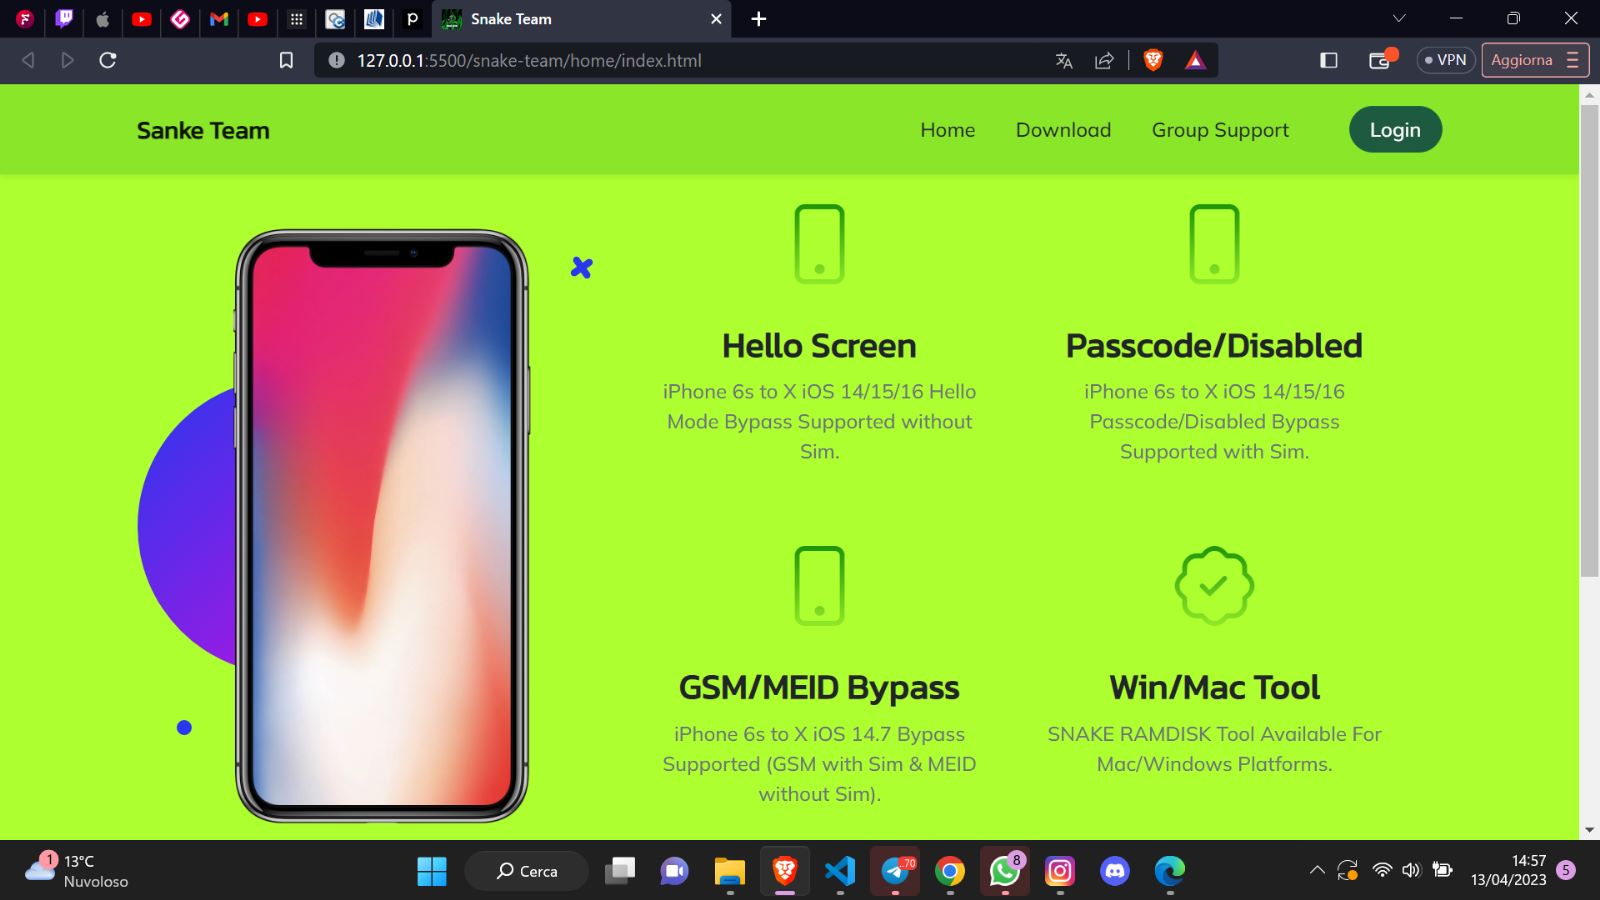 Snake Team
127.0.0.1:5500/snake-team/home/index.html
VPN
Aggiorna
Sanke Team
Home
Download
Group Support
Login
Hello Screen
iPhone 6s to X iOS 14/15/16 Hello
Mode Bypass Supported without
Sim.
Passcode/Disabled
iPhone 6s to X iOS 14/15/16
Passcode/Disabled Bypass
Supported with Sim.
GSM/MEID Bypass
iPhone 6s to X iOS 14.7 Bypass
Supported (GSM with Sim & MEID
without Sim).
Win/Mac Tool
SNAKE RAMDISK Tool Available For
Mac/Windows Platforms.
1
13°C
Nuvoloso
Cerca
..70
8
14:57
13/04/2023
5